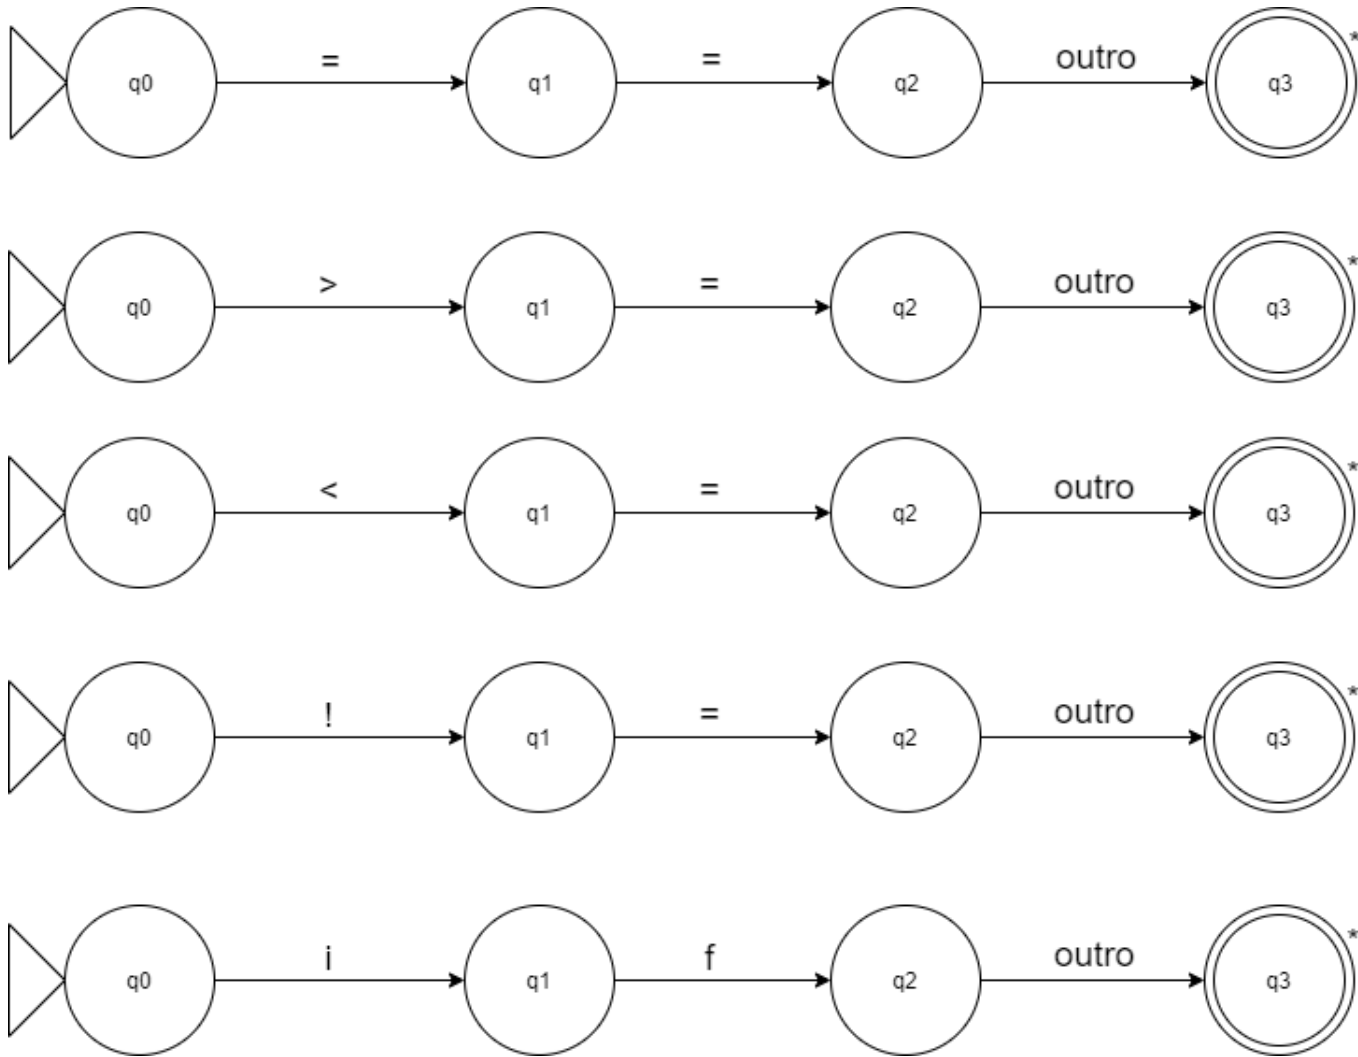 q0 = q1 = q2 outro q3 *
q0 > q1 = q2 outro q3 *
q0 < q1 = q2 outro q3 *
q0 ! q1 = q2 outro q3 *
q0 i q1 f q2 outro q3 *